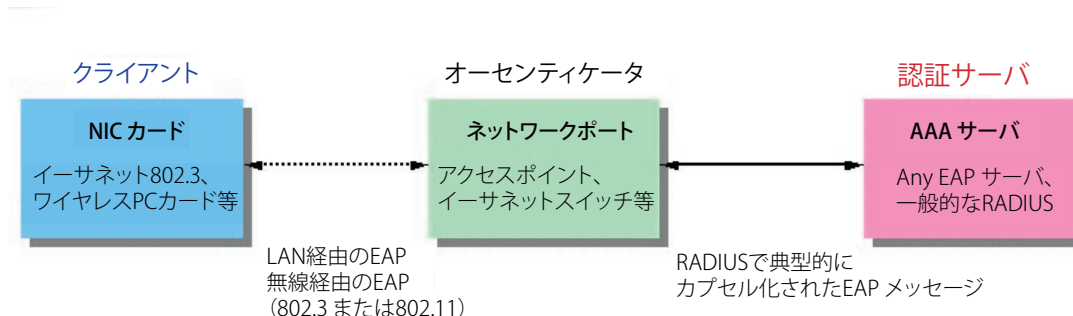 クライアント
オーセンティケータ
認証サーバ
NIC カード
イーサネット802.3、
ワイヤレスPCカード等
ネットワークポート
アクセスポイント、
イーサネットスイッチ等
AAA サーバ
Any EAP サーバ、
一般的なRADIUS
LAN経由のEAP
無線経由のEAP
（802.3 または802.11）
RADIUSで典型的に
カプセル化されたEAP メッセージ